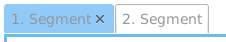 1. Segment × 2. Segment